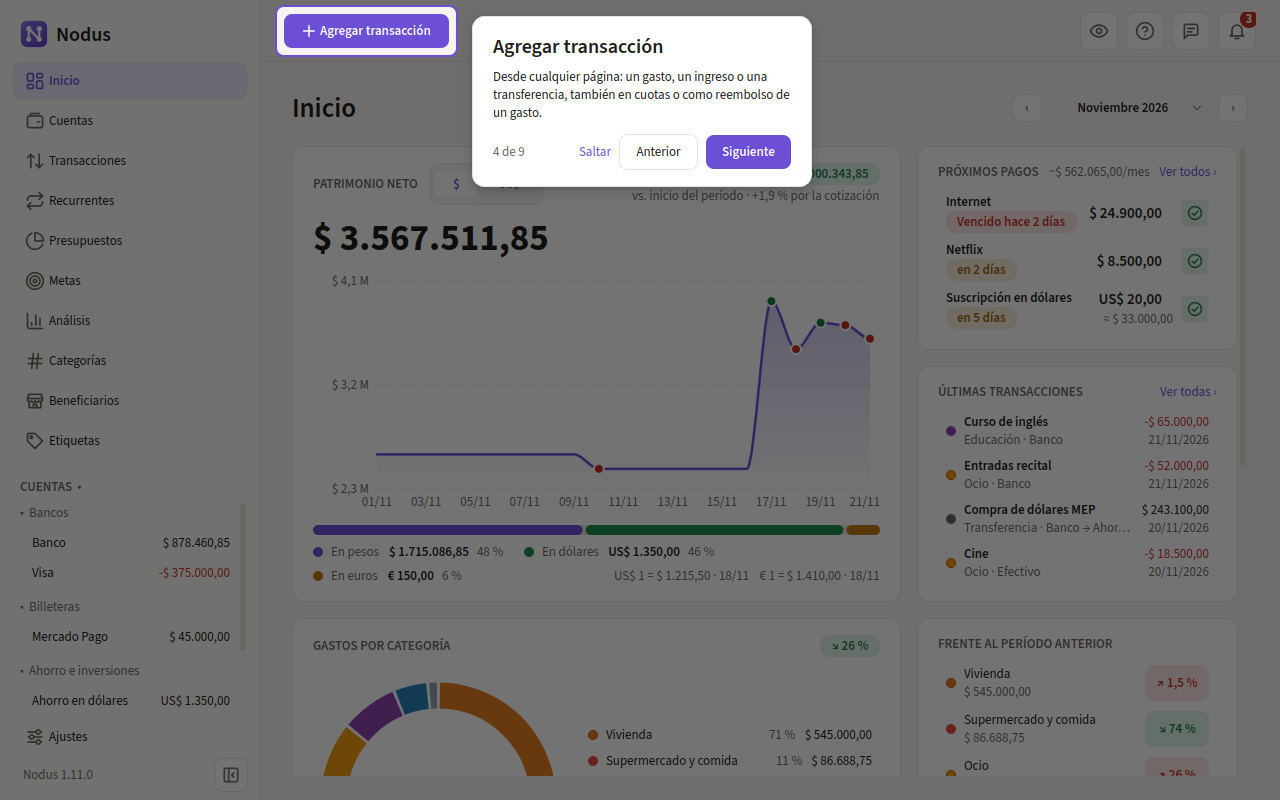 Nodus
Inicio
Cuentas
Transacciones
Recurrentes
Presupuestos
Metas
Análisis
Categorías
Beneficiarios
Etiquetas
CUENTAS
Bancos
Banco $ 878.460,85
Visa -$ 375.000,00
Billeteras
Mercado Pago $ 45.000,00
Ahorro e inversiones
Ahorro en dólares US$ 1.350,00
Ajustes
Nodus 1.11.0
Agregar transacción
Agregar transacción
Desde cualquier página: un gasto, un ingreso o una
transferencia, también en cuotas o como reembolso de
un gasto.
4 de 9 Saltar Anterior Siguiente
3
Inicio
‹ Noviembre 2026 ›
PATRIMONIO NETO $
000.343,85
vs. inicio del período · +1,9 % por la cotización
$ 3.567.511,85
$ 4,1 M
$ 3,2 M
$ 2,3 M
01/11 03/11 05/11 07/11 09/11 11/11 13/11 15/11 17/11 19/11 21/11
En pesos $ 1.715.086,85 48 % En dólares US$ 1.350,00 46 %
En euros € 150,00 6 % US$ 1 = $ 1.215,50 · 18/11 € 1 = $ 1.410,00 · 18/11
GASTOS POR CATEGORÍA ↘ 26 %
Vivienda 71 % $ 545.000,00
Supermercado y comida 11 % $ 86.688,75
PRÓXIMOS PAGOS ~$ 562.065,00/mes Ver todos ›
Internet
Vencido hace 2 días $ 24.900,00
Netflix
en 2 días $ 8.500,00
Suscripción en dólares US$ 20,00
en 5 días ≈ $ 33.000,00
ÚLTIMAS TRANSACCIONES Ver todas ›
Curso de inglés -$ 65.000,00
Educación · Banco 21/11/2026
Entradas recital -$ 52.000,00
Ocio · Banco 21/11/2026
Compra de dólares MEP $ 243.100,00
Transferencia · Banco → Ahor… 20/11/2026
Cine -$ 18.500,00
Ocio · Efectivo 20/11/2026
FRENTE AL PERÍODO ANTERIOR
Vivienda ↗ 1,5 %
$ 545.000,00
Supermercado y comida ↘ 74 %
$ 86.688,75
Ocio ↗ 26 %